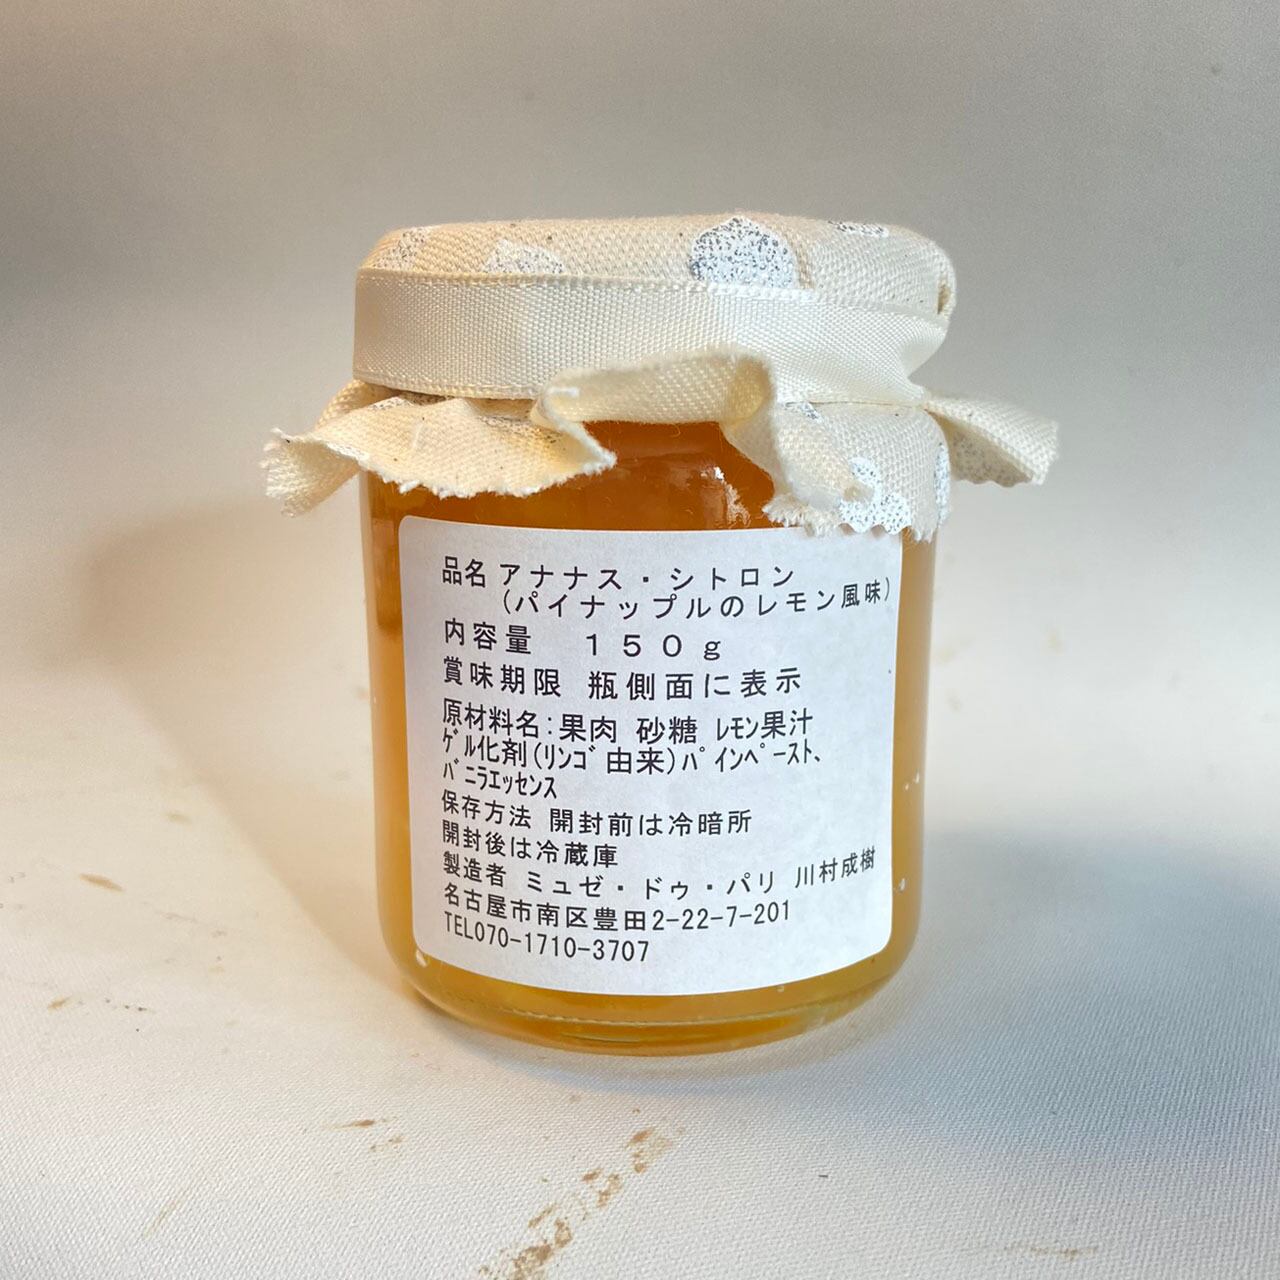 品名 アナナス・シトロン
(パイナップルのレモン風味)
内容量 １５０ｇ
賞味期限 瓶側面に表示
原材料名:果肉 砂糖 ﾚﾓﾝ果汁
ｹﾞﾙ化剤(ﾘﾝｺﾞ由来)ﾊﾟｲﾝﾍﾟｰｽﾄ、
ﾊﾞﾆﾗｴｯｾﾝｽ
保存方法 開封前は冷暗所
開封後は冷蔵庫
製造者 ミュゼ・ドゥ・パリ 川村成樹
名古屋市南区豊田2-22-7-201
TEL070-1710-3707